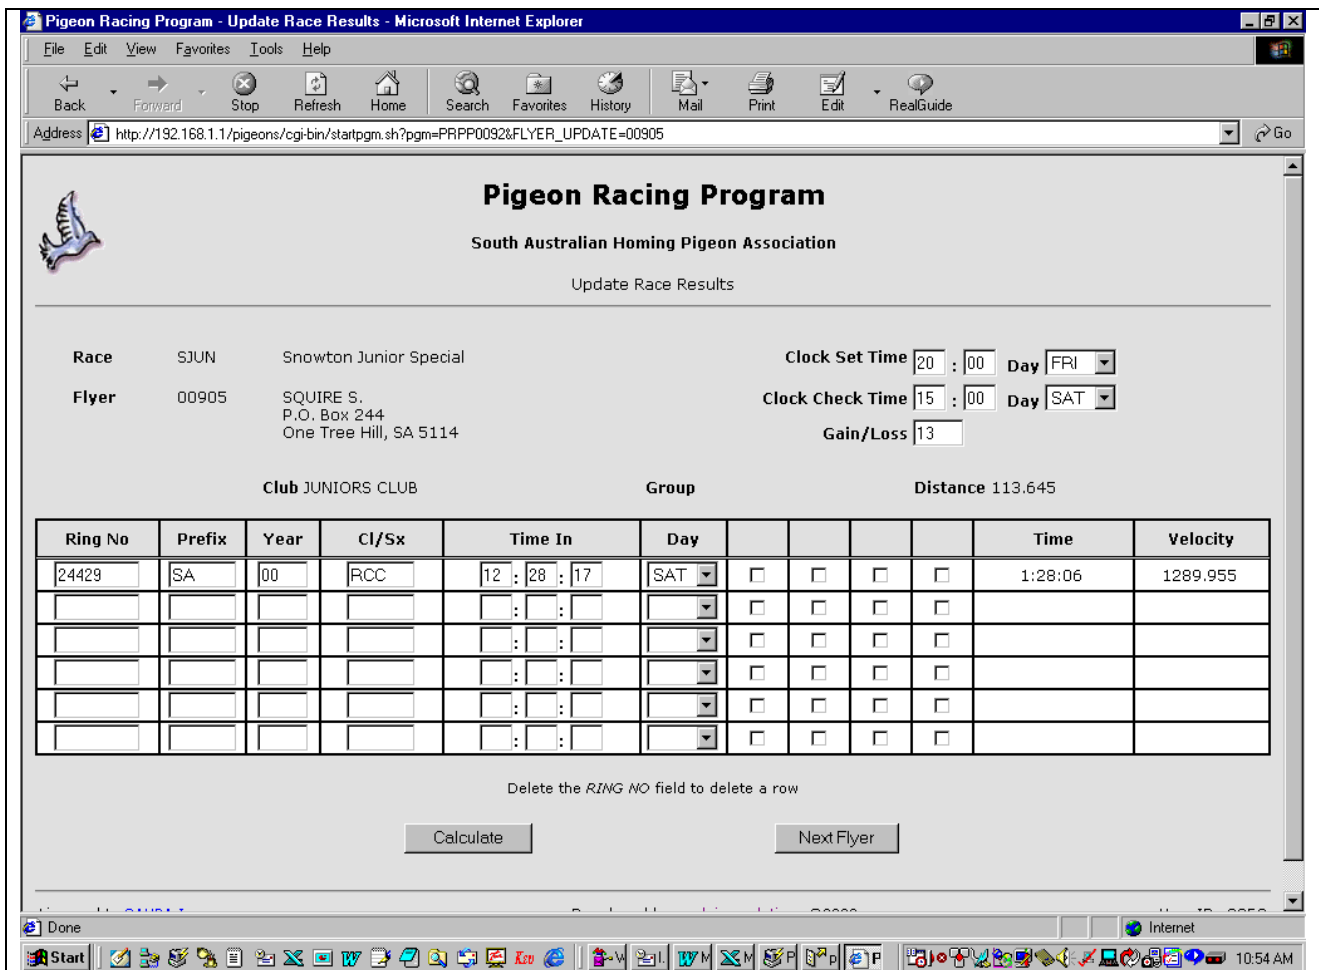 Pigeon Racing Program - Update Race Results - Microsoft Internet Explorer
File Edit View Favorites Tools Help
Back Forward Stop Refresh Home Search Favorites History Mail Print Edit RealGuide
Address http://192.168.1.1/pigeons/cgi-bin/startpgm.sh?pgm=PRPP0092&FLYER_UPDATE=00905 Go
Pigeon Racing Program
South Australian Homing Pigeon Association
Update Race Results
Race SJUN Snowton Junior Special Clock Set Time 20 : 00 Day FRI
Flyer 00905 SQUIRE S. Clock Check Time 15 : 00 Day SAT
P.O. Box 244
One Tree Hill, SA 5114 Gain/Loss 13
Club JUNIORS CLUB Group Distance 113.645
Ring No Prefix Year Cl/Sx Time In Day Time Velocity
24429 SA 00 RCC 12 : 28 : 17 SAT 1:28:06 1289.955
: :
: :
: :
: :
: :
Delete the RING NO field to delete a row
Calculate Next Flyer
Done Internet
Start 10:54 AM